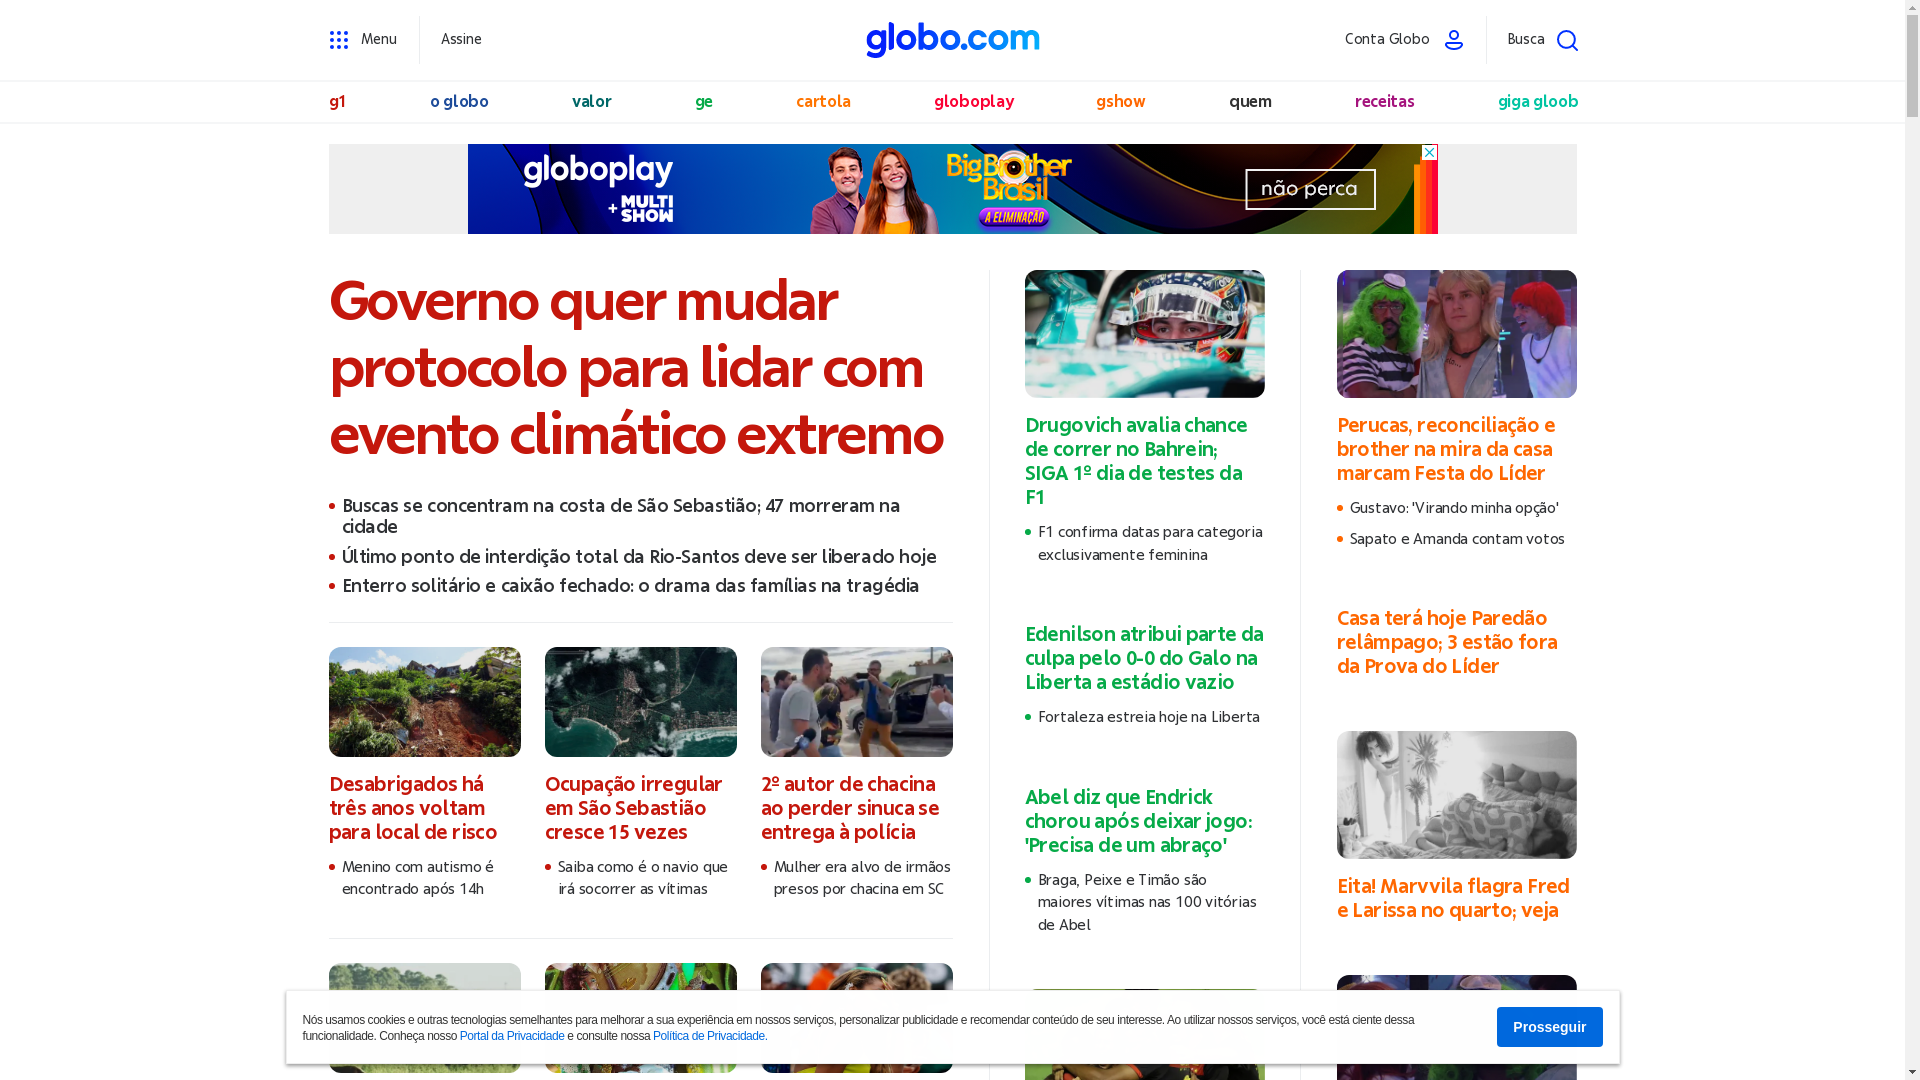 Menu
Assine
globo.com
Conta Globo
Busca
g1
o globo
valor
ge
cartola
globoplay
gshow
quem
receitas
giga gloob
globoplay
+ MULTI
SHOW
Big Brother
Brasil
A ELIMINAÇÃO
não perca
Governo quer mudar
protocolo para lidar com
evento climático extremo
Buscas se concentram na costa de São Sebastião; 47 morreram na
cidade
Último ponto de interdição total da Rio-Santos deve ser liberado hoje
Enterro solitário e caixão fechado: o drama das famílias na tragédia
Desabrigados há
três anos voltam
para local de risco
Menino com autismo é
encontrado após 14h
Ocupação irregular
em São Sebastião
cresce 15 vezes
Saiba como é o navio que
irá socorrer as vítimas
2º autor de chacina
ao perder sinuca se
entrega à polícia
Mulher era alvo de irmãos
presos por chacina em SC
Drugovich avalia chance
de correr no Bahrein;
SIGA 1º dia de testes da
F1
F1 confirma datas para categoria
exclusivamente feminina
Edenilson atribui parte da
culpa pelo 0-0 do Galo na
Liberta a estádio vazio
Fortaleza estreia hoje na Liberta
Abel diz que Endrick
chorou após deixar jogo:
'Precisa de um abraço'
Braga, Peixe e Timão são
maiores vítimas nas 100 vitórias
de Abel
Perucas, reconciliação e
brother na mira da casa
marcam Festa do Líder
Gustavo: 'Virando minha opção'
Sapato e Amanda contam votos
Casa terá hoje Paredão
relâmpago; 3 estão fora
da Prova do Líder
Eita! Marvvila flagra Fred
e Larissa no quarto; veja
Nós usamos cookies e outras tecnologias semelhantes para melhorar a sua experiência em nossos serviços, personalizar publicidade e recomendar conteúdo de seu interesse. Ao utilizar nossos serviços, você está ciente dessa
funcionalidade. Conheça nosso Portal da Privacidade e consulte nossa Política de Privacidade.
Prosseguir